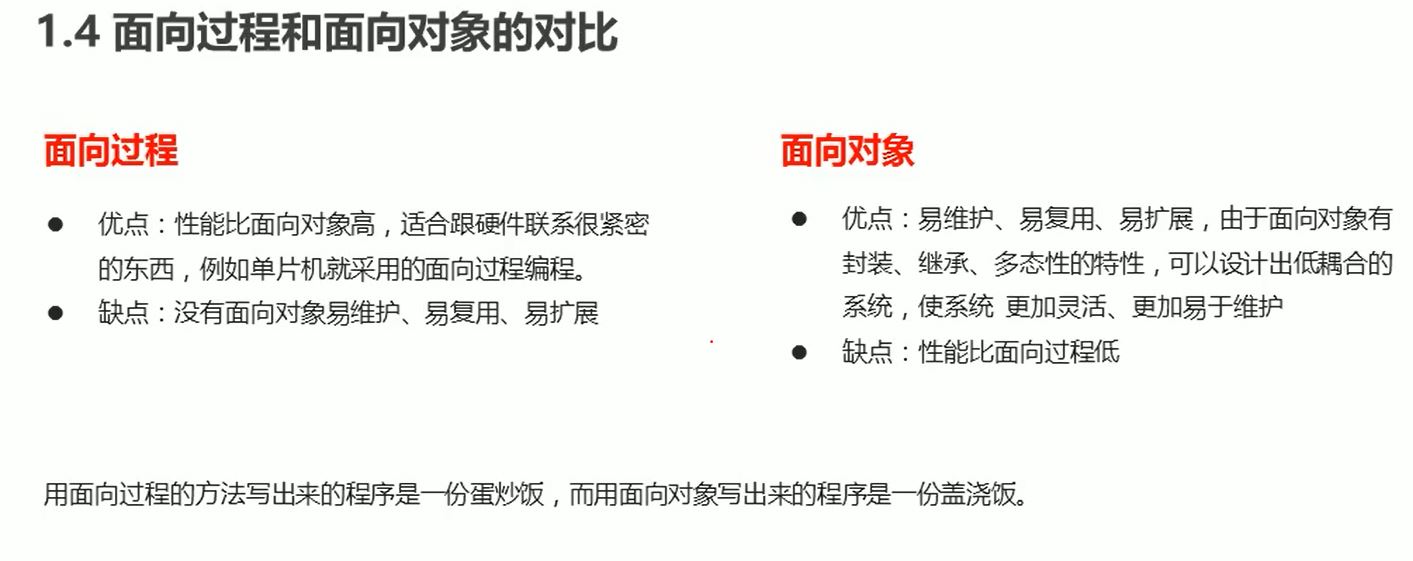 1.4 面向过程和面向对象的对比
面向过程
● 优点：性能比面向对象高，适合跟硬件联系很紧密
的东西，例如单片机就采用的面向过程编程。
● 缺点：没有面向对象易维护、易复用、易扩展
面向对象
● 优点：易维护、易复用、易扩展，由于面向对象有
封装、继承、多态性的特性，可以设计出低耦合的
系统，使系统 更加灵活、更加易于维护
● 缺点：性能比面向过程低
用面向过程的方法写出来的程序是一份蛋炒饭，而用面向对象写出来的程序是一份盖浇饭。